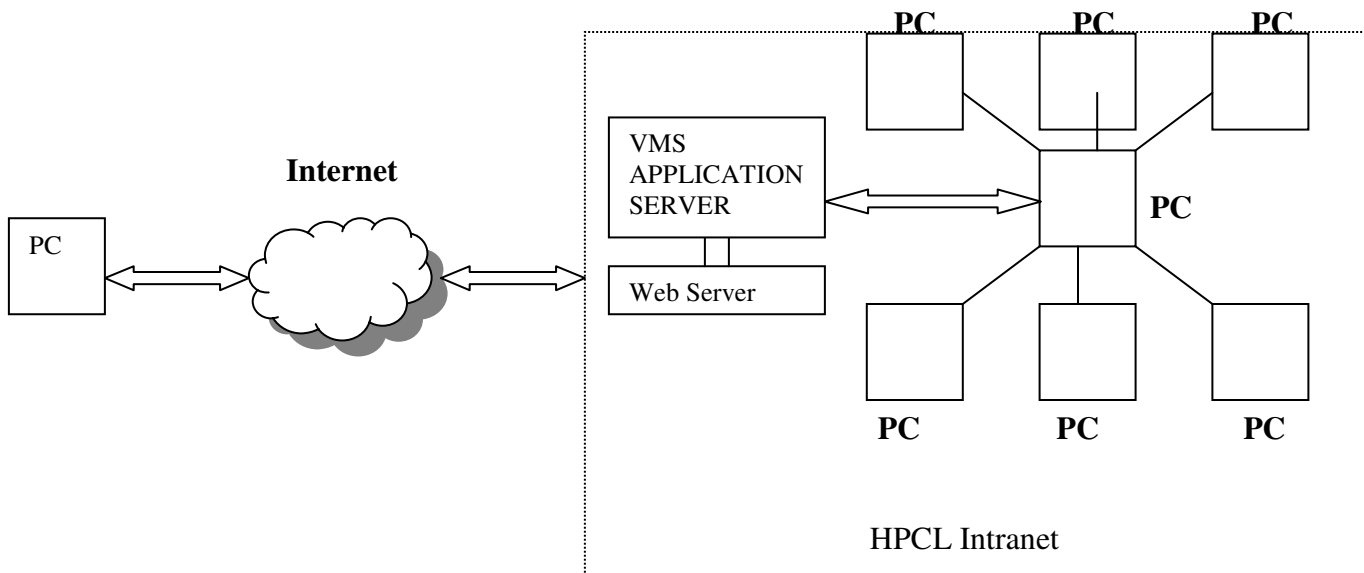 PC PC PC
VMS
APPLICATION
SERVER
Internet
PC
PC
Web Server
PC PC PC
HPCL Intranet